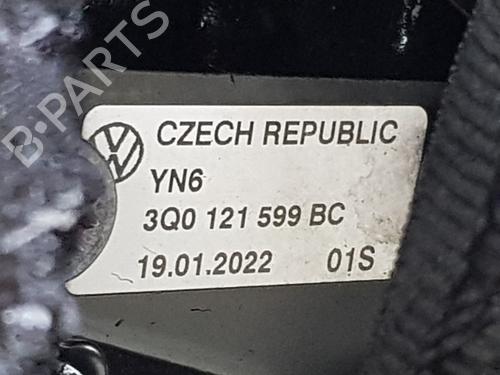 B-PARTS
CZECH REPUBLIC
YN6
3Q0 121 599 BC
19.01.2022 01S